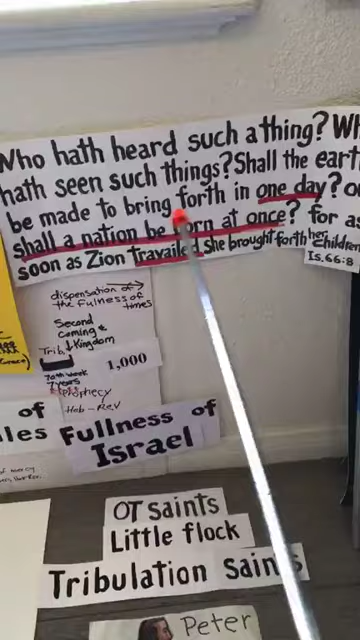 Who hath heard such a thing? Wh
hath seen such things? Shall the eart
be made to bring forth in one day? o
shall a nation be born at once? for as
soon as Zion travailed she brought forth her children
Is. 66:8
dispensation of
the fulness of
times
Second
coming &
Kingdom
Trib.
1,000
70th week
7 years
Prophecy
Heb-Rev
of
les
Fullness of
Israel
OT saints
Little flock
Tribulation saints
Peter